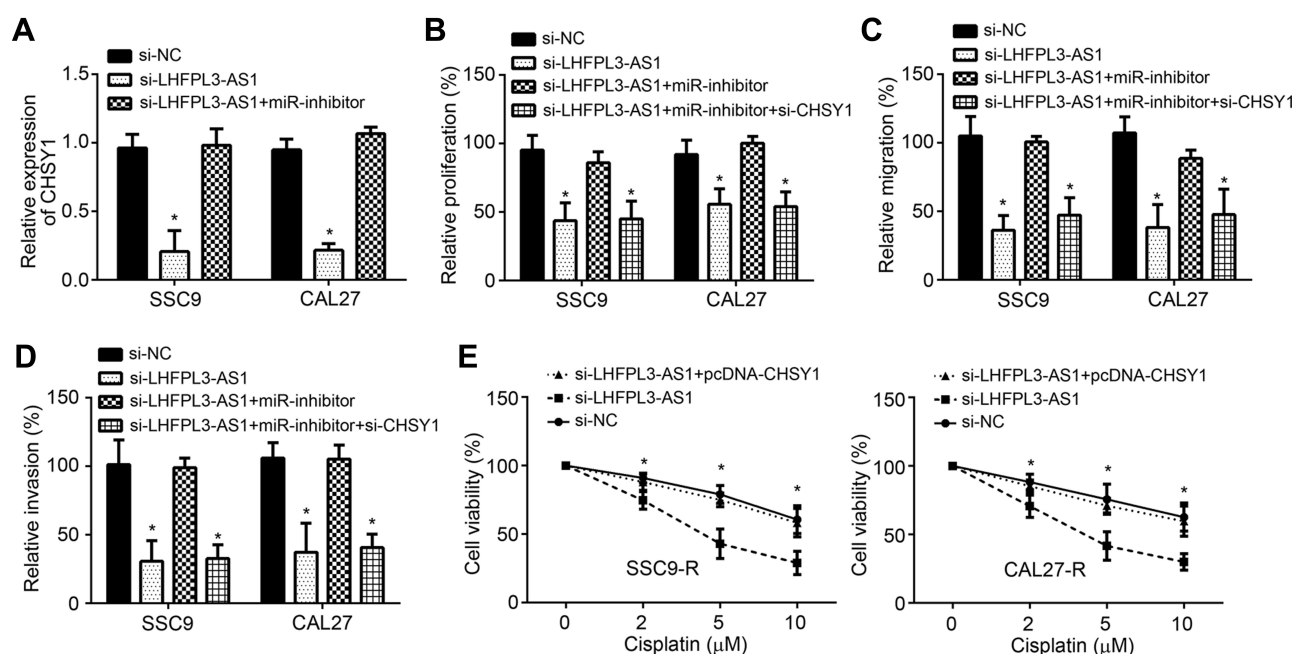 A
si-NC
si-LHFPL3-AS1
si-LHFPL3-AS1+miR-inhibitor
Relative expression
of CHSY1
1.5
1.0
0.5
0.0
*
*
SSC9
CAL27
B
si-NC
si-LHFPL3-AS1
si-LHFPL3-AS1+miR-inhibitor
si-LHFPL3-AS1+miR-inhibitor+si-CHSY1
Relative proliferation (%)
150
100
50
0
*
*
*
*
SSC9
CAL27
C
si-NC
si-LHFPL3-AS1
si-LHFPL3-AS1+miR-inhibitor
si-LHFPL3-AS1+miR-inhibitor+si-CHSY1
Relative migration (%)
150
100
50
0
*
*
*
*
SSC9
CAL27
D
si-NC
si-LHFPL3-AS1
si-LHFPL3-AS1+miR-inhibitor
si-LHFPL3-AS1+miR-inhibitor+si-CHSY1
Relative invasion (%)
150
100
50
0
*
*
*
*
SSC9
CAL27
E
si-LHFPL3-AS1+pcDNA-CHSY1
si-LHFPL3-AS1
si-NC
Cell viability (%)
150
100
50
0
*
*
*
SSC9-R
0
2
5
10
Cisplatin (μM)
si-LHFPL3-AS1+pcDNA-CHSY1
si-LHFPL3-AS1
si-NC
Cell viability (%)
150
100
50
0
*
*
*
CAL27-R
0
2
5
10
Cisplatin (μM)